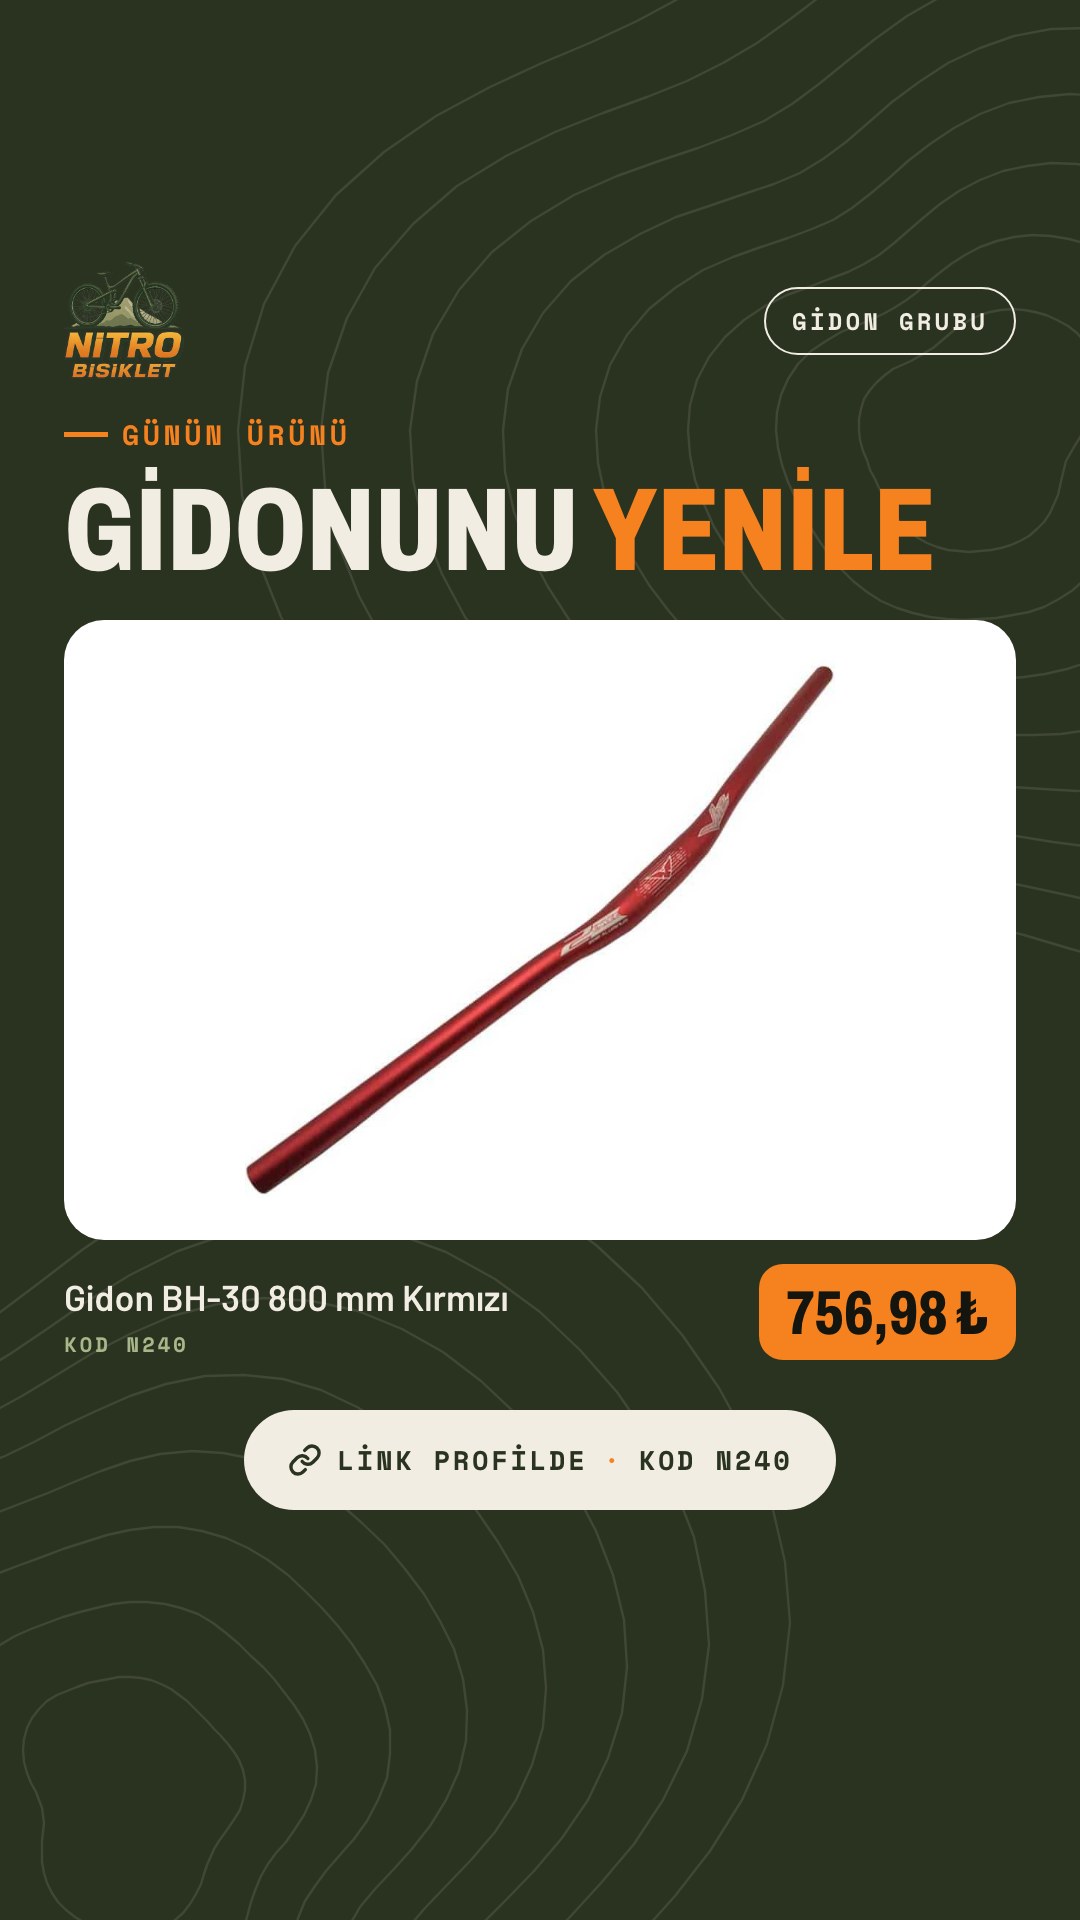 NiTRO
BiSiKLET
GİDON GRUBU
GÜNÜN ÜRÜNÜ
GİDONUNU YENİLE
Gidon BH-30 800 mm Kırmızı
KOD N240
756,98 ₺
LİNK PROFİLDE · KOD N240